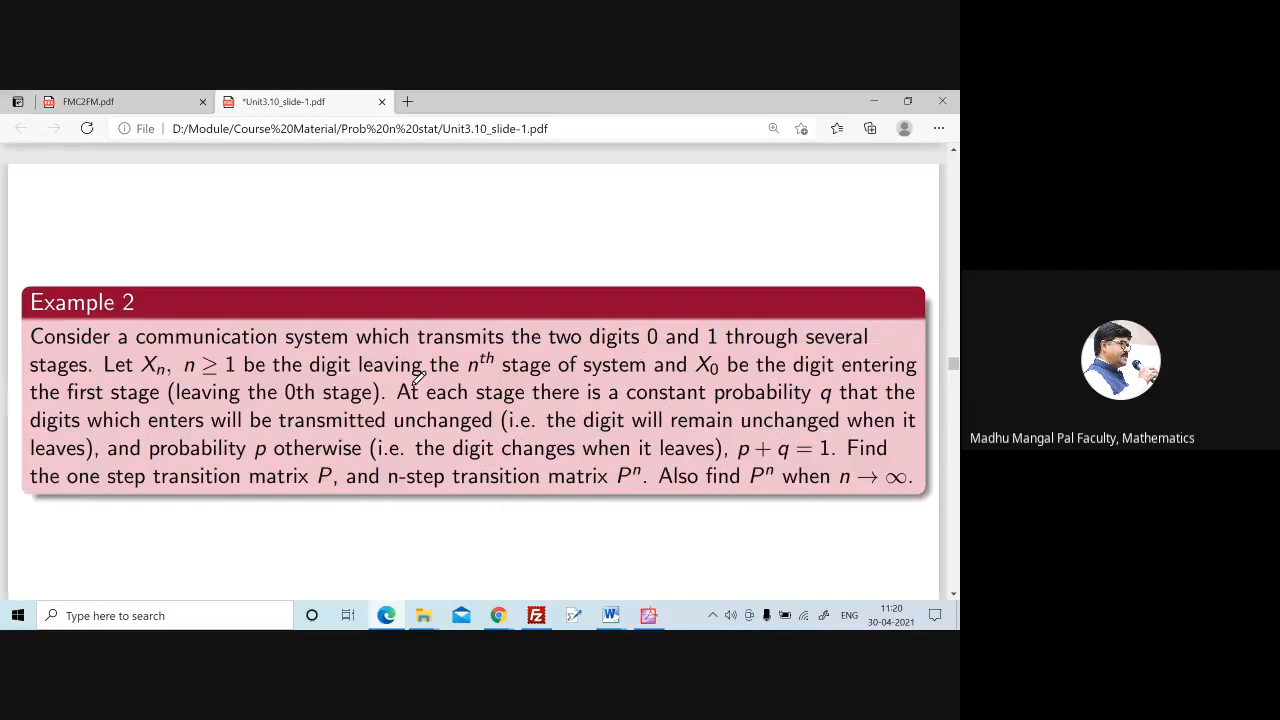 FMC2FM.pdf
*Unit3.10_slide-1.pdf
File
D:/Module/Course%20Material/Prob%20n%20stat/Unit3.10_slide-1.pdf
Example 2
Consider a communication system which transmits the two digits 0 and 1 through several
stages. Let Xₙ, n ≥ 1 be the digit leaving the nᵗʰ stage of system and X₀ be the digit entering
the first stage (leaving the 0th stage). At each stage there is a constant probability q that the
digits which enters will be transmitted unchanged (i.e. the digit will remain unchanged when it
leaves), and probability p otherwise (i.e. the digit changes when it leaves), p + q = 1. Find
the one step transition matrix P, and n-step transition matrix Pⁿ. Also find Pⁿ when n → ∞.
Madhu Mangal Pal Faculty, Mathematics
Type here to search
ENG
11:20
30-04-2021